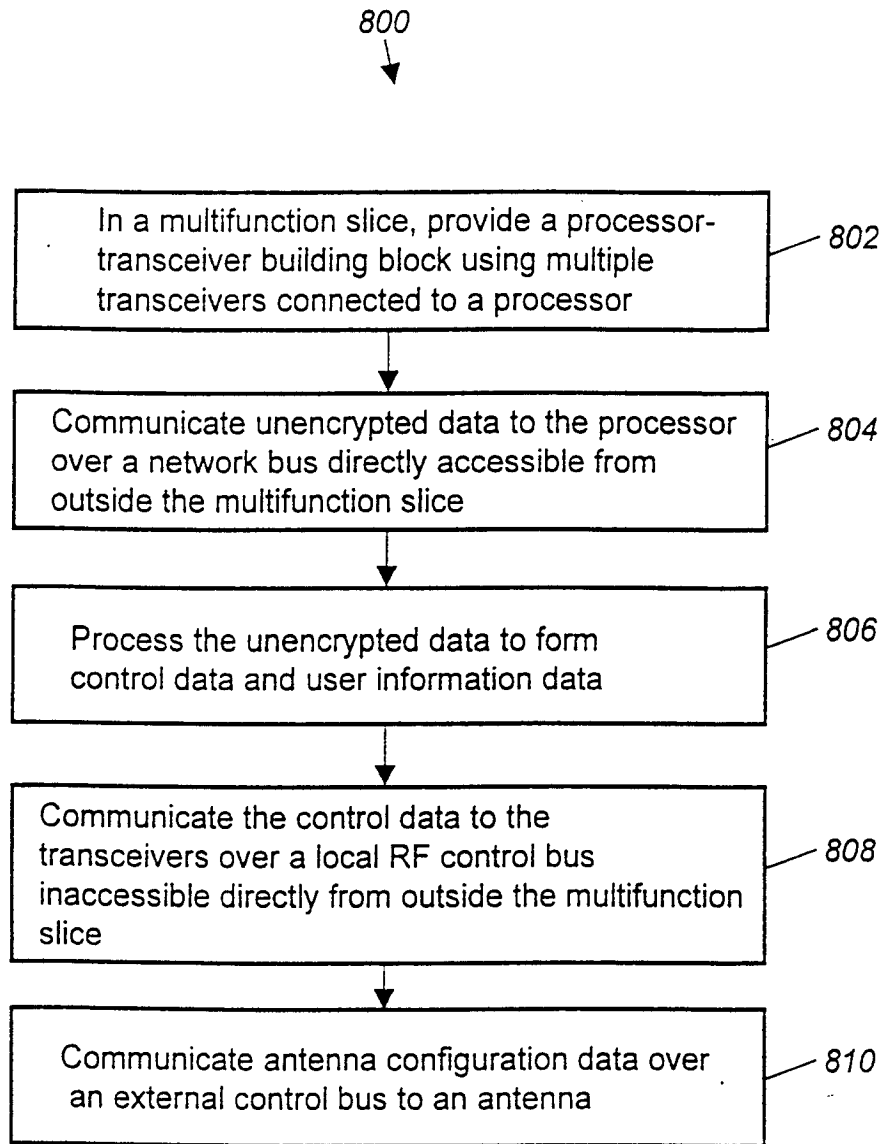 800
In a multifunction slice, provide a processor-
transceiver building block using multiple
transceivers connected to a processor
802
Communicate unencrypted data to the processor
over a network bus directly accessible from
outside the multifunction slice
804
Process the unencrypted data to form
control data and user information data
806
Communicate the control data to the
transceivers over a local RF control bus
inaccessible directly from outside the multifunction
slice
808
Communicate antenna configuration data over
an external control bus to an antenna
810